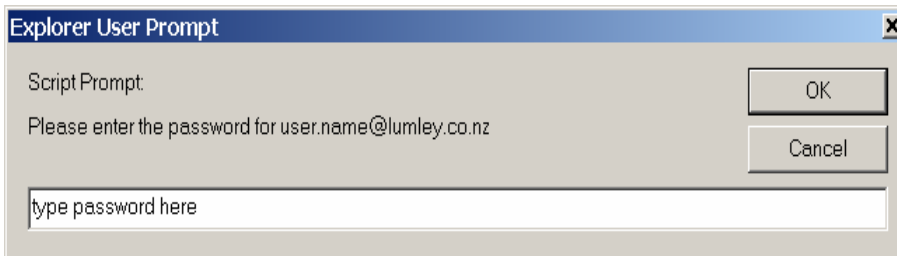 Explorer User Prompt
Script Prompt:
OK
Please enter the password for user.name@lumley.co.nz
Cancel
type password here